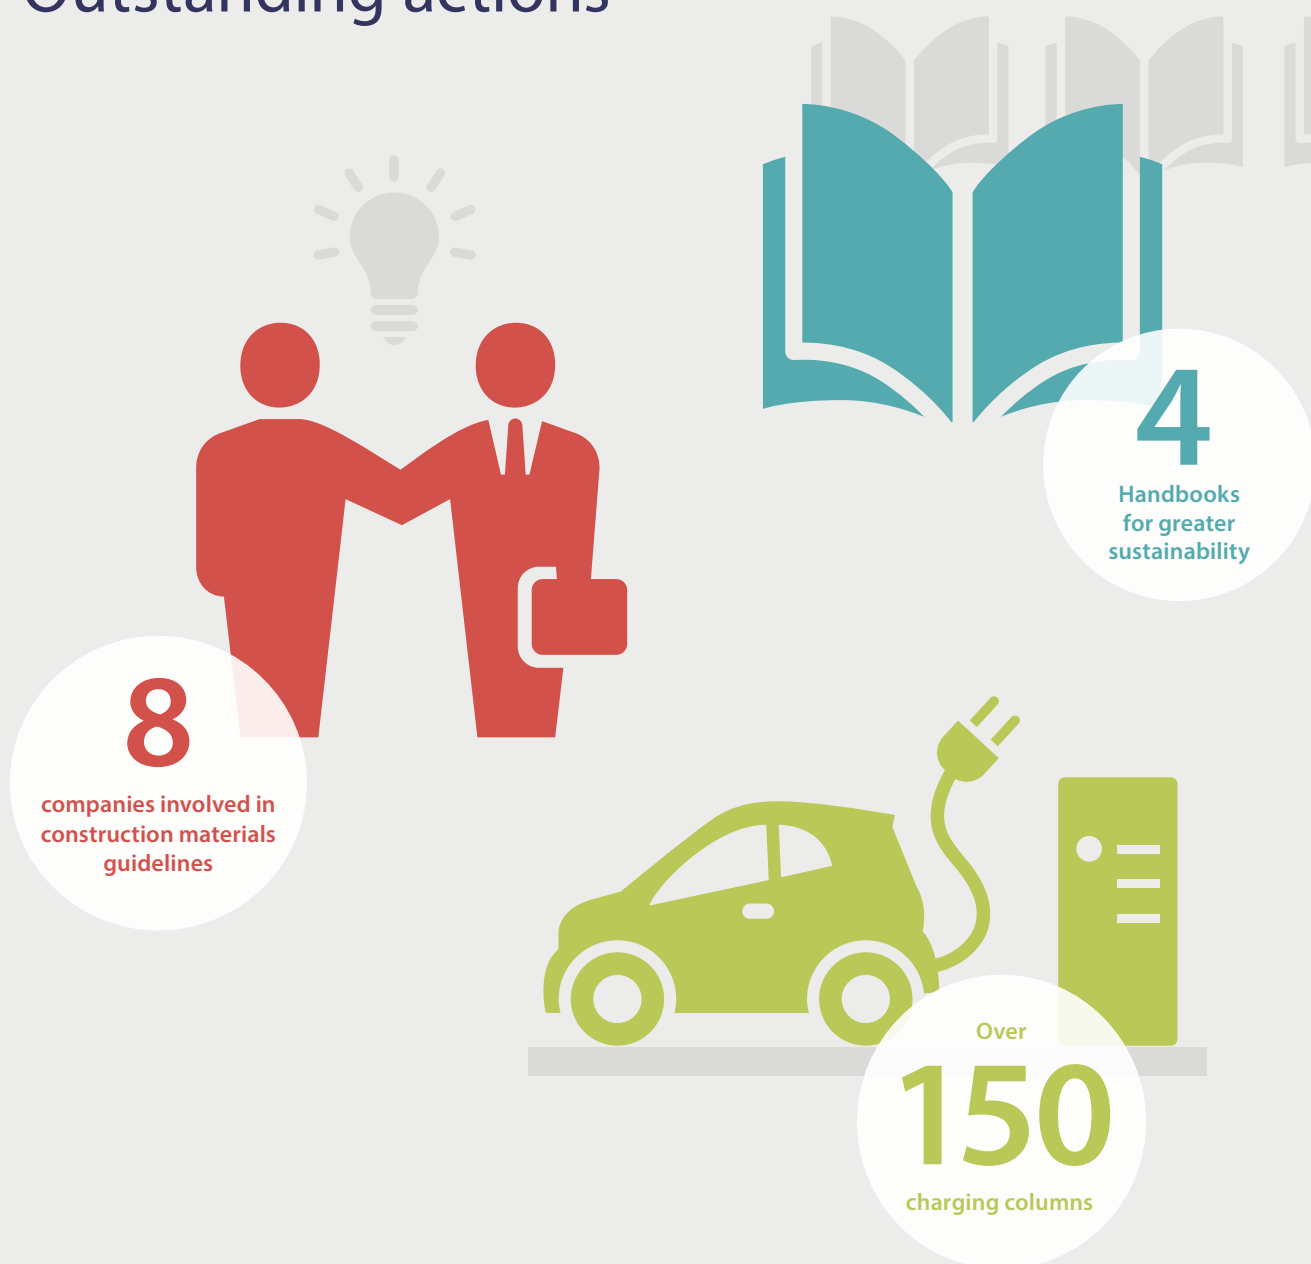 Outstanding actions
4
Handbooks
for greater
sustainability
8
companies involved in
construction materials
guidelines
Over
150
charging columns